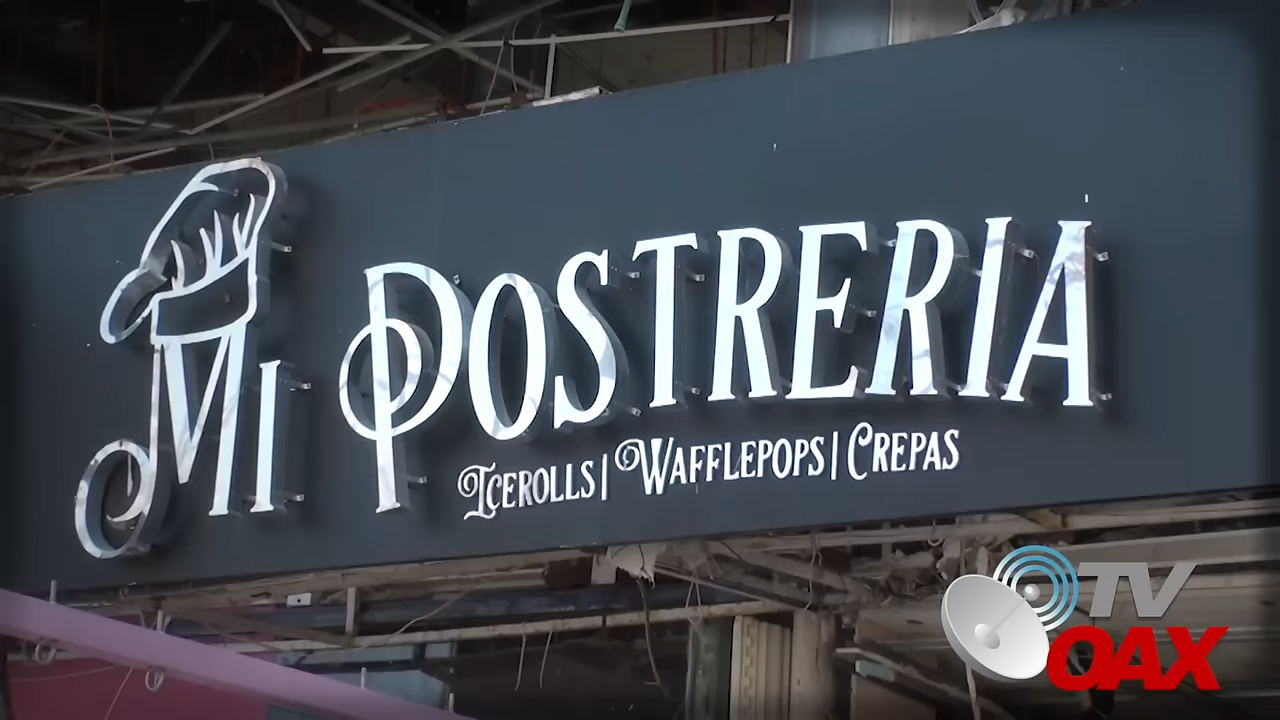 Mi POSTRERIA
ICEROLLS | WAFFLEPOPS | CREPAS
TV
OAX